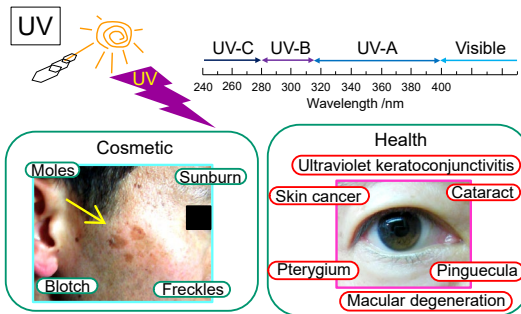 UV
UV
UV-C UV-B UV-A Visible
240 260 280 300 320 340 360 380 400
Wavelength /nm
Cosmetic
Moles
Sunburn
Blotch
Freckles
Health
Ultraviolet keratoconjunctivitis
Skin cancer
Cataract
Pterygium
Pinguecula
Macular degeneration